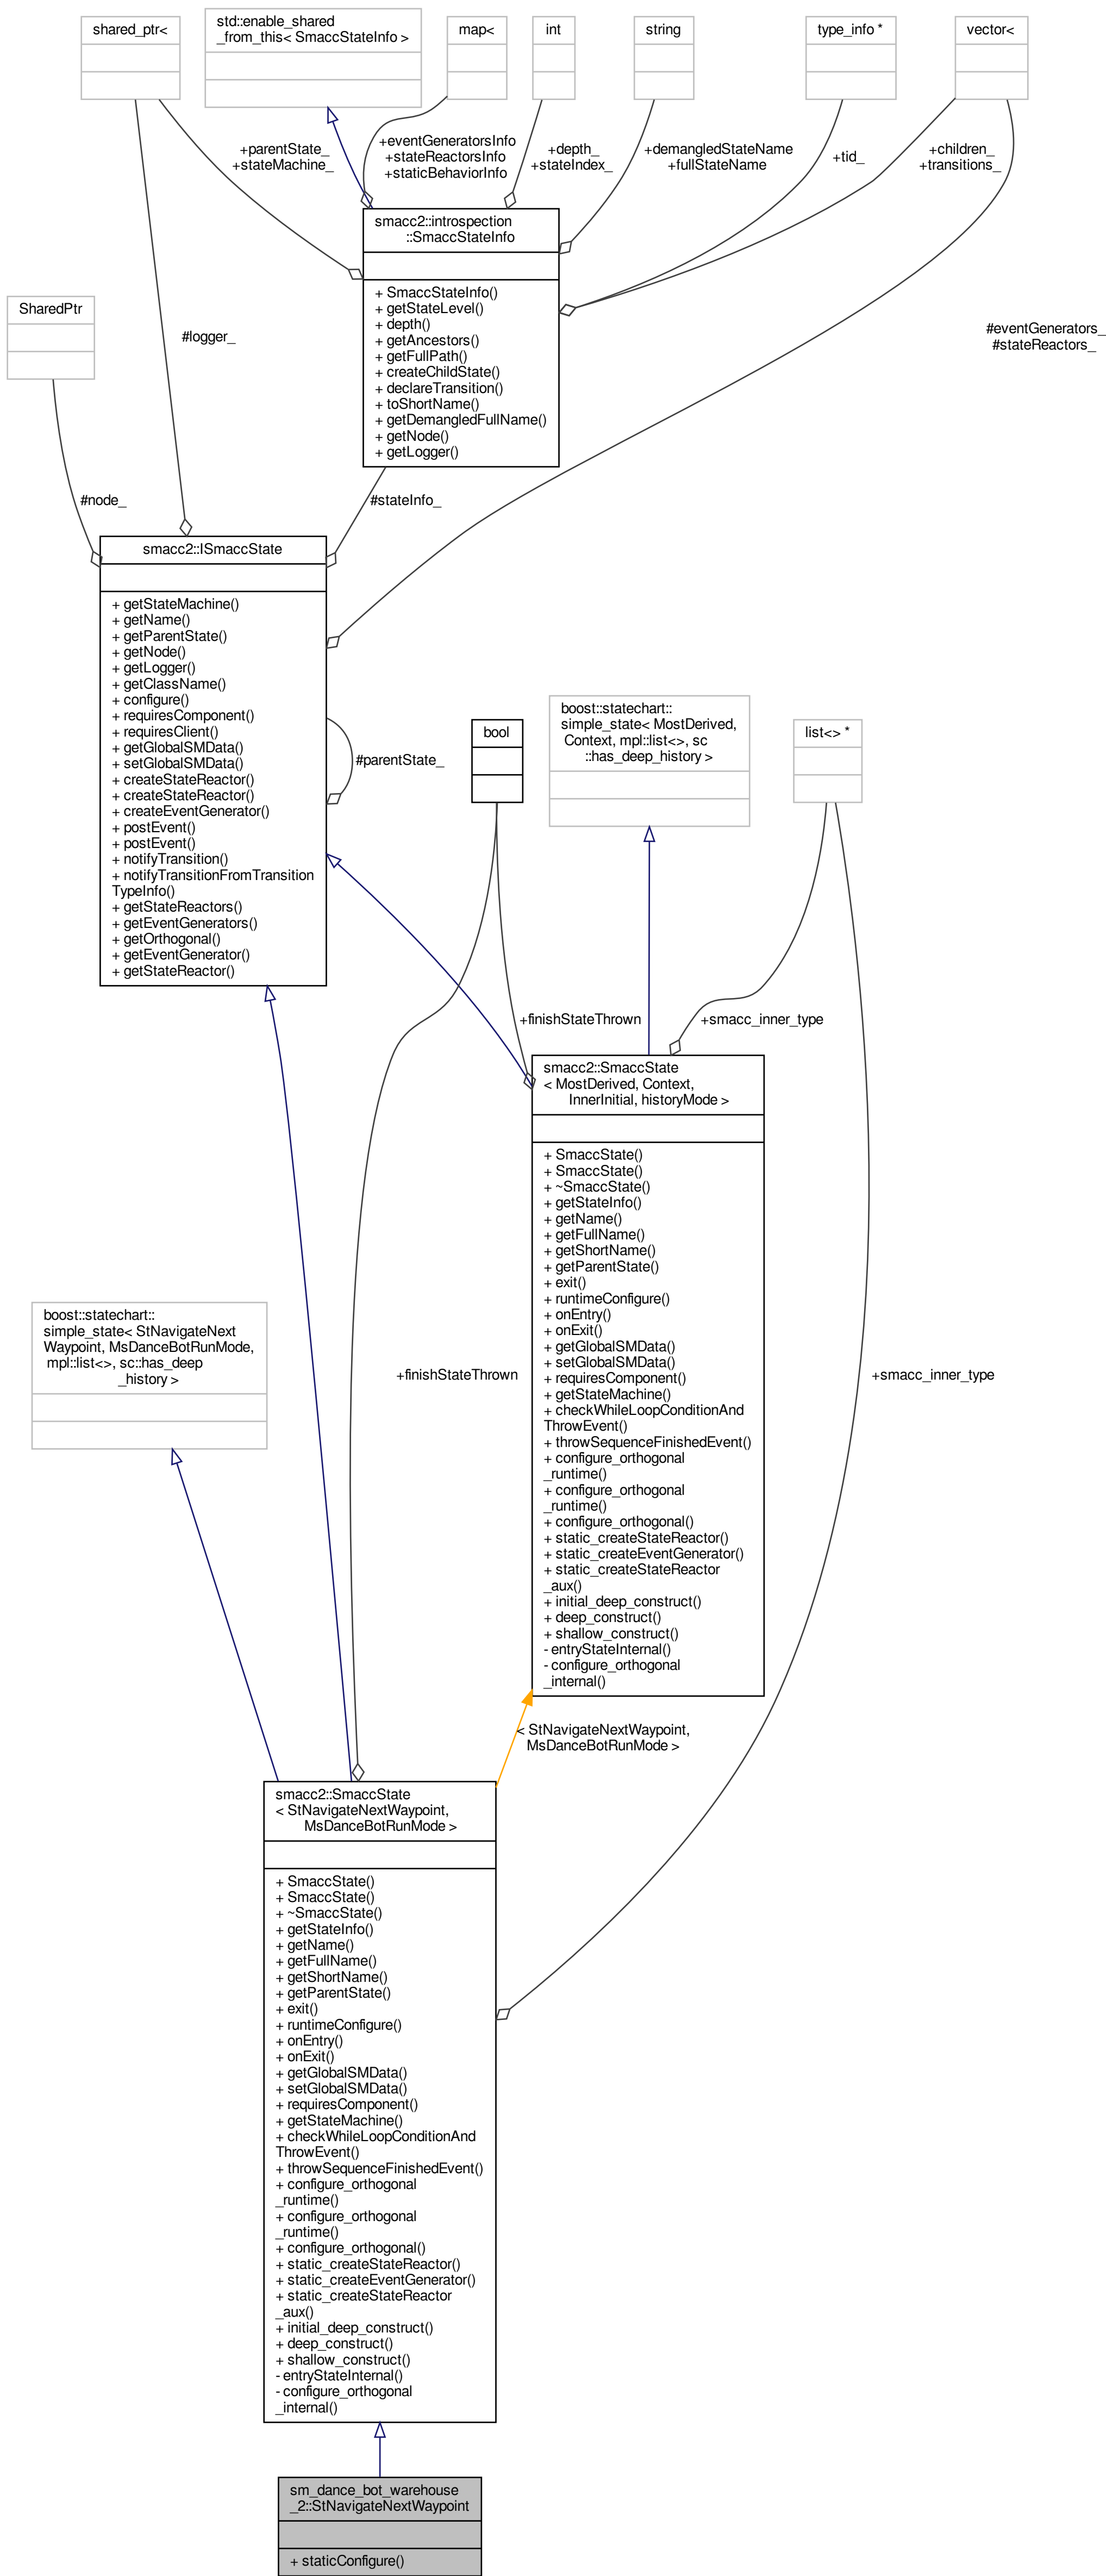 shared_ptr<
std::enable_shared
_from_this< SmaccStateInfo >
map<
int
string
type_info *
vector<
+parentState_
+stateMachine_
+eventGeneratorsInfo
+stateReactorsInfo
+staticBehaviorInfo
+depth_
+stateIndex_
+demangledStateName
+fullStateName
+tid_
+children_
+transitions_
smacc2::introspection
::SmaccStateInfo
+ SmaccStateInfo()
+ getStateLevel()
+ depth()
+ getAncestors()
+ getFullPath()
+ createChildState()
+ declareTransition()
+ toShortName()
+ getDemangledFullName()
+ getNode()
+ getLogger()
SharedPtr
#logger_
#eventGenerators_
#stateReactors_
#node_
#stateInfo_
smacc2::ISmaccState
+ getStateMachine()
+ getName()
+ getParentState()
+ getNode()
+ getLogger()
+ getClassName()
+ configure()
+ requiresComponent()
+ requiresClient()
+ getGlobalSMData()
+ setGlobalSMData()
+ createStateReactor()
+ createStateReactor()
+ createEventGenerator()
+ postEvent()
+ postEvent()
+ notifyTransition()
+ notifyTransitionFromTransition
TypeInfo()
+ getStateReactors()
+ getEventGenerators()
+ getOrthogonal()
+ getEventGenerator()
+ getStateReactor()
#parentState_
bool
boost::statechart::
simple_state< MostDerived,
Context, mpl::list<>, sc
::has_deep_history >
list<> *
+finishStateThrown
+smacc_inner_type
smacc2::SmaccState
< MostDerived, Context,
InnerInitial, historyMode >
+ SmaccState()
+ SmaccState()
+ ~SmaccState()
+ getStateInfo()
+ getName()
+ getFullName()
+ getShortName()
+ getParentState()
+ exit()
+ runtimeConfigure()
+ onEntry()
+ onExit()
+ getGlobalSMData()
+ setGlobalSMData()
+ requiresComponent()
+ getStateMachine()
+ checkWhileLoopConditionAnd
ThrowEvent()
+ throwSequenceFinishedEvent()
+ configure_orthogonal
_runtime()
+ configure_orthogonal
_runtime()
+ configure_orthogonal()
+ static_createStateReactor()
+ static_createEventGenerator()
+ static_createStateReactor
_aux()
+ initial_deep_construct()
+ deep_construct()
+ shallow_construct()
- entryStateInternal()
- configure_orthogonal
_internal()
boost::statechart::
simple_state< StNavigateNext
Waypoint, MsDanceBotRunMode,
mpl::list<>, sc::has_deep
_history >
+finishStateThrown
+smacc_inner_type
< StNavigateNextWaypoint,
MsDanceBotRunMode >
smacc2::SmaccState
< StNavigateNextWaypoint,
MsDanceBotRunMode >
+ SmaccState()
+ SmaccState()
+ ~SmaccState()
+ getStateInfo()
+ getName()
+ getFullName()
+ getShortName()
+ getParentState()
+ exit()
+ runtimeConfigure()
+ onEntry()
+ onExit()
+ getGlobalSMData()
+ setGlobalSMData()
+ requiresComponent()
+ getStateMachine()
+ checkWhileLoopConditionAnd
ThrowEvent()
+ throwSequenceFinishedEvent()
+ configure_orthogonal
_runtime()
+ configure_orthogonal
_runtime()
+ configure_orthogonal()
+ static_createStateReactor()
+ static_createEventGenerator()
+ static_createStateReactor
_aux()
+ initial_deep_construct()
+ deep_construct()
+ shallow_construct()
- entryStateInternal()
- configure_orthogonal
_internal()
sm_dance_bot_warehouse
_2::StNavigateNextWaypoint
+ staticConfigure()